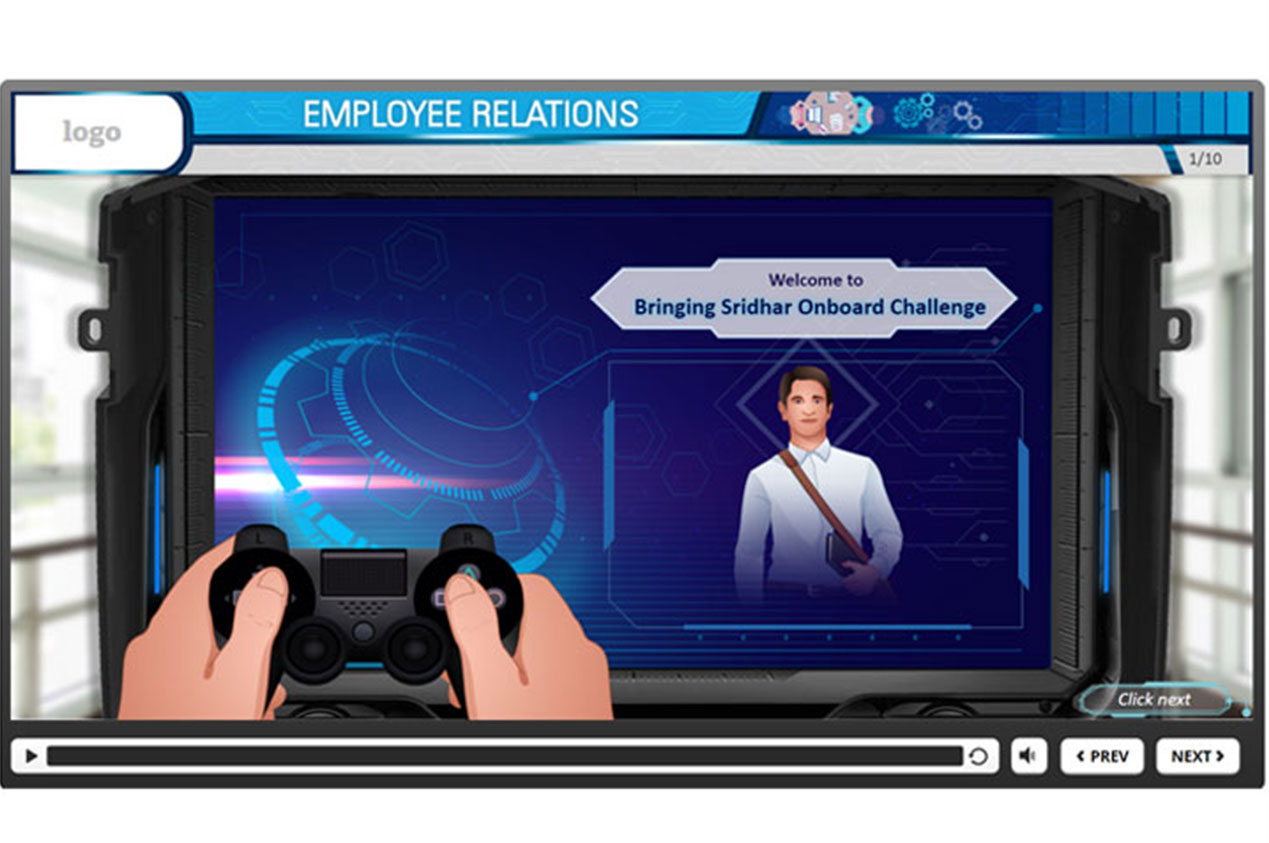 logo
EMPLOYEE RELATIONS
1/10
Welcome to
Bringing Sridhar Onboard Challenge
L
R
Click next
PREV
NEXT